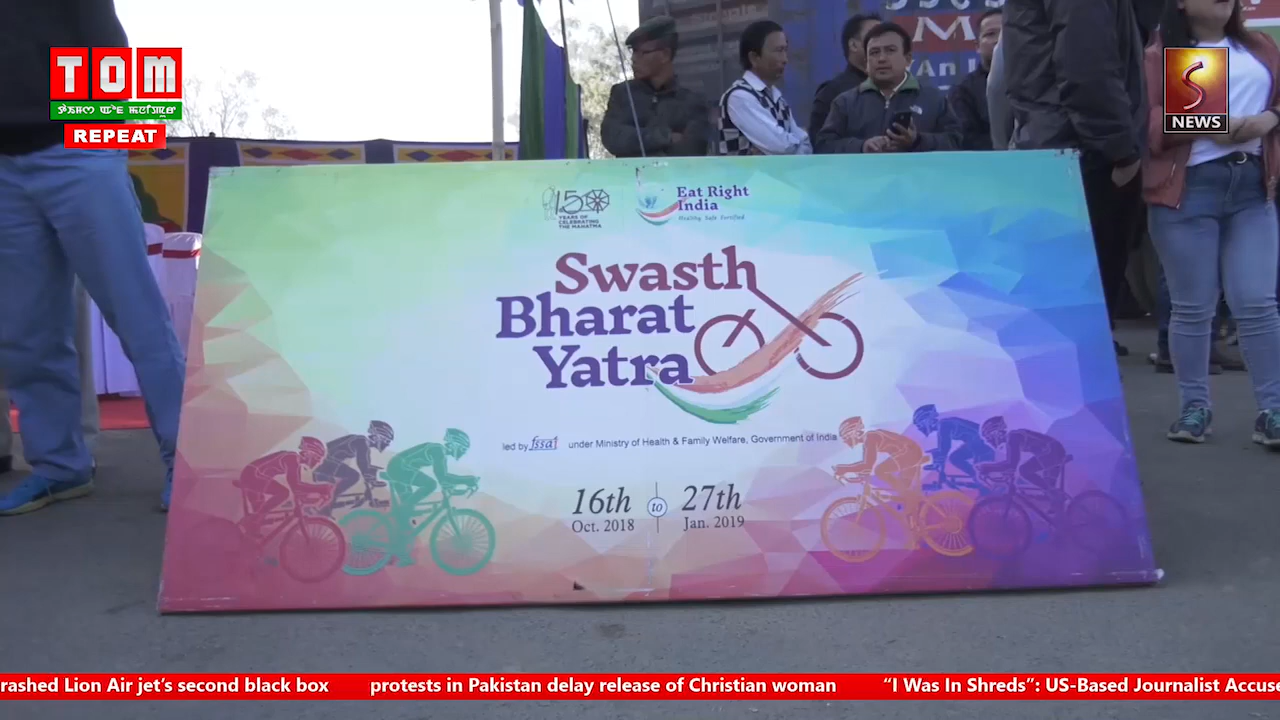 TOM
REPEAT
S
NEWS
150
YEARS OF
CELEBRATING
THE MAHATMA
Eat Right
India
Healthy. Safe. Fortified
Swasth
Bharat
Yatra
led by fssai under Ministry of Health & Family Welfare, Government of India
16th to 27th
Oct. 2018 Jan. 2019
rashed Lion Air jet's second black box protests in Pakistan delay release of Christian woman “I Was In Shreds”: US-Based Journalist Accuse